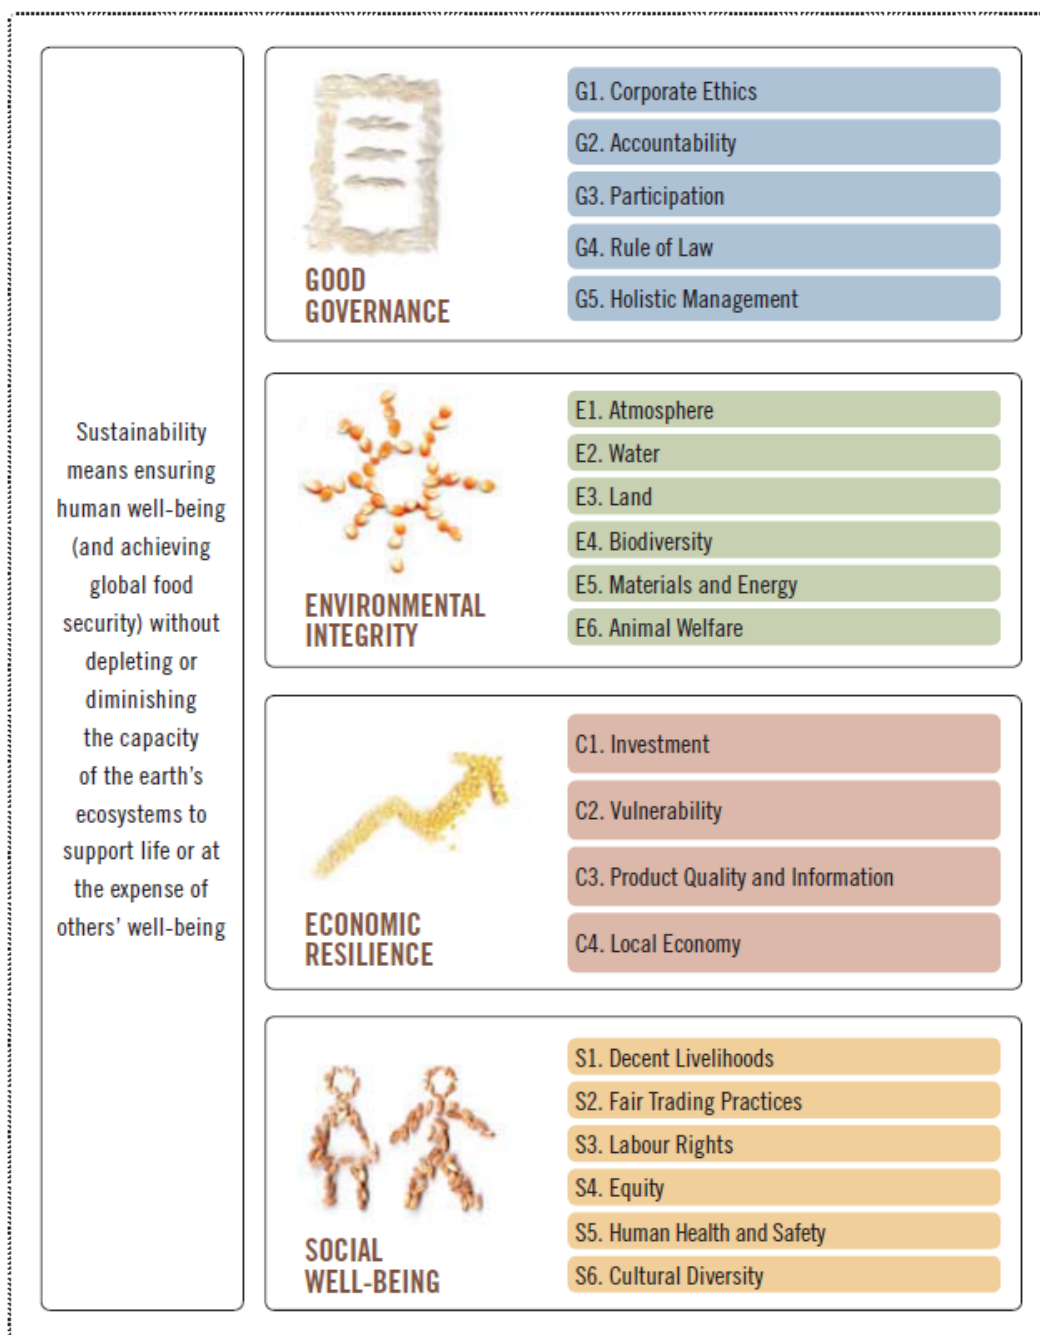 Sustainability
means ensuring
human well-being
(and achieving
global food
security) without
depleting or
diminishing
the capacity
of the earth's
ecosystems to
support life or at
the expense of
others' well-being
GOOD
GOVERNANCE
G1. Corporate Ethics
G2. Accountability
G3. Participation
G4. Rule of Law
G5. Holistic Management
ENVIRONMENTAL
INTEGRITY
E1. Atmosphere
E2. Water
E3. Land
E4. Biodiversity
E5. Materials and Energy
E6. Animal Welfare
ECONOMIC
RESILIENCE
C1. Investment
C2. Vulnerability
C3. Product Quality and Information
C4. Local Economy
SOCIAL
WELL-BEING
S1. Decent Livelihoods
S2. Fair Trading Practices
S3. Labour Rights
S4. Equity
S5. Human Health and Safety
S6. Cultural Diversity